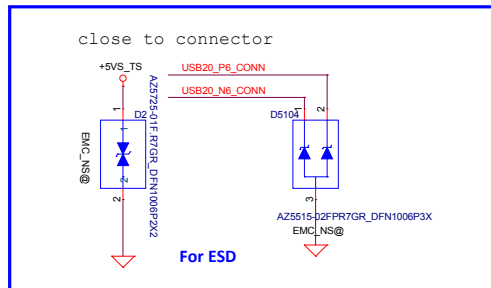 close to connector
+5VS_TS
USB20_P6_CONN
USB20_N6_CONN
1
D2
1
2
2
EMC_NS@
AZ5725-01F.R7GR_DFN1006P2X2
D5104
1
2
3
AZ5515-02FPR7GR_DFN1006P3X
EMC_NS@
For ESD